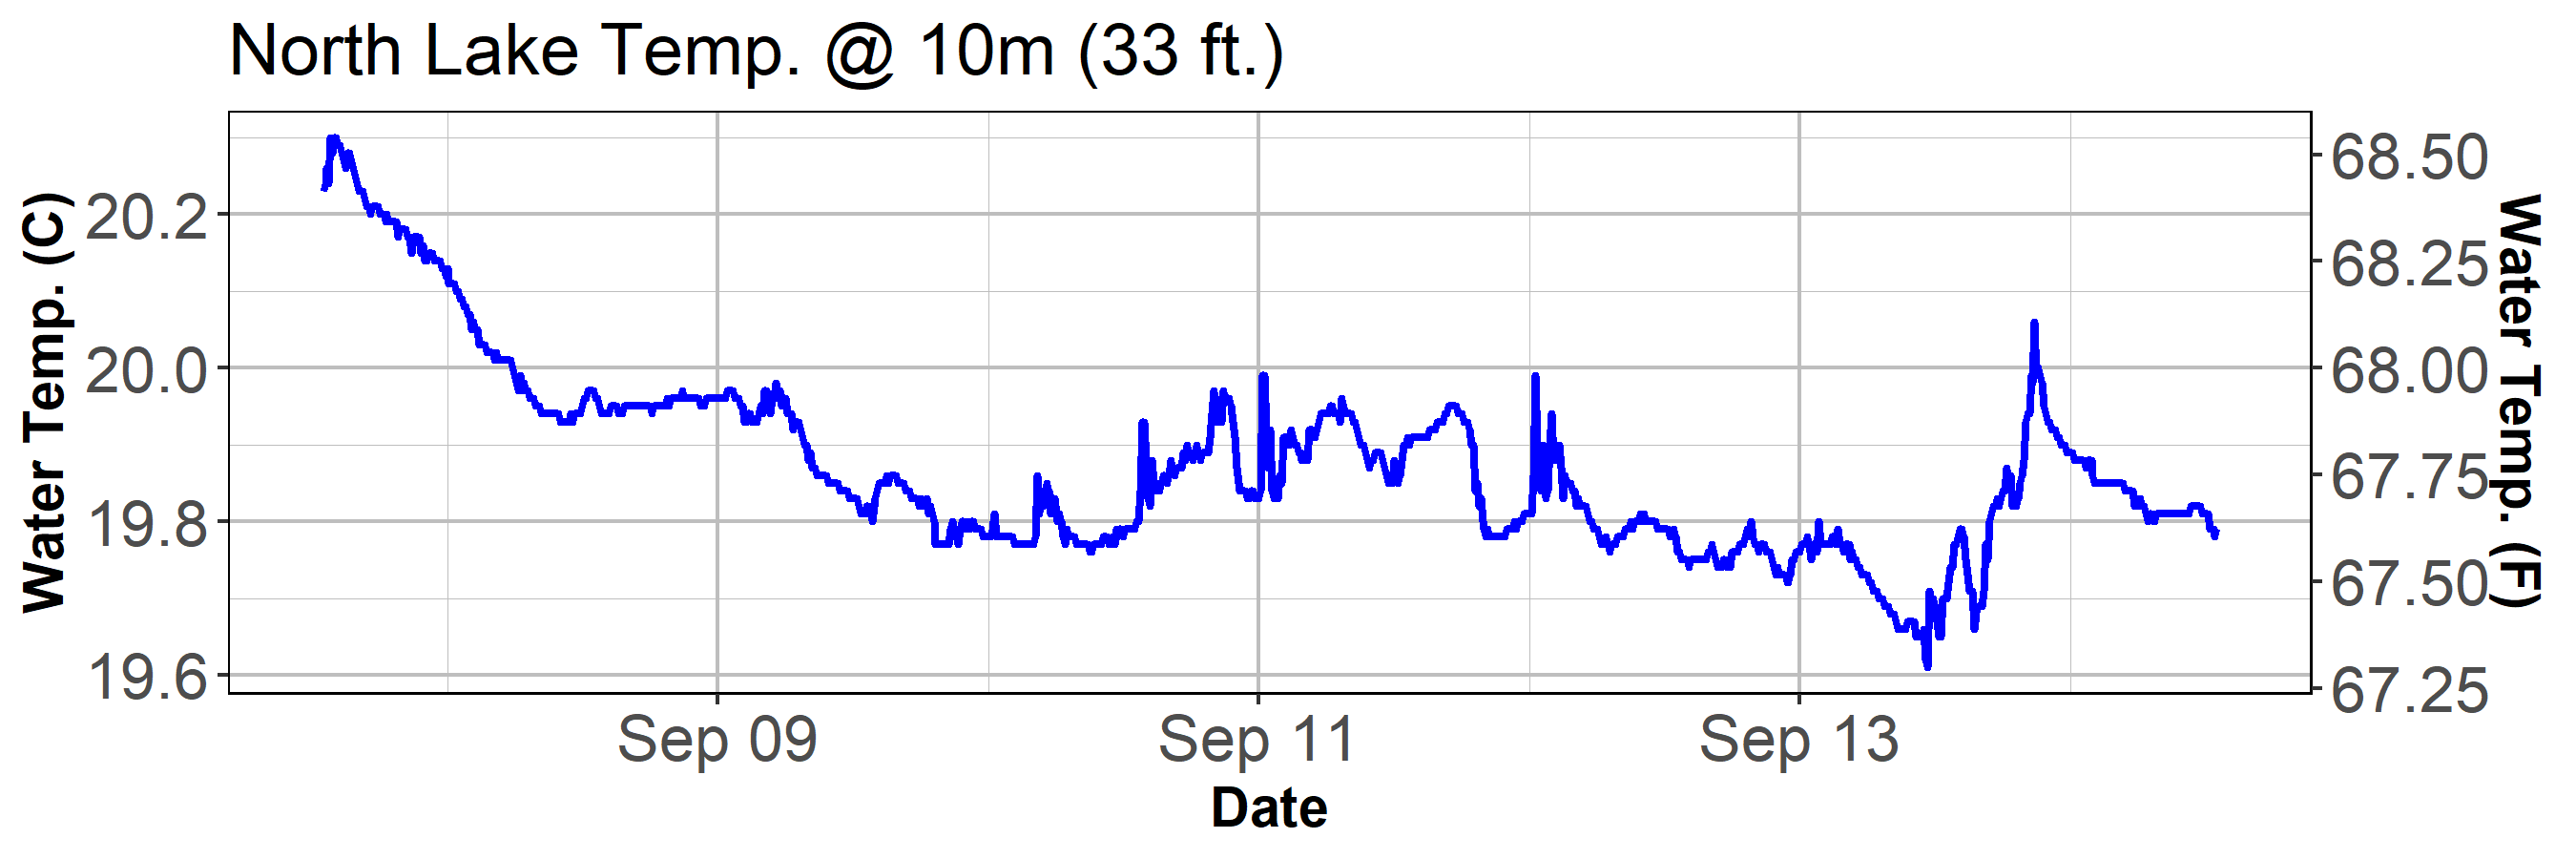 North Lake Temp. @ 10m (33 ft.)
Water Temp. (C)
20.2
20.0
19.8
19.6
68.50
68.25
68.00
67.75
67.50
67.25
Water Temp. (F)
Sep 09
Sep 11
Sep 13
Date